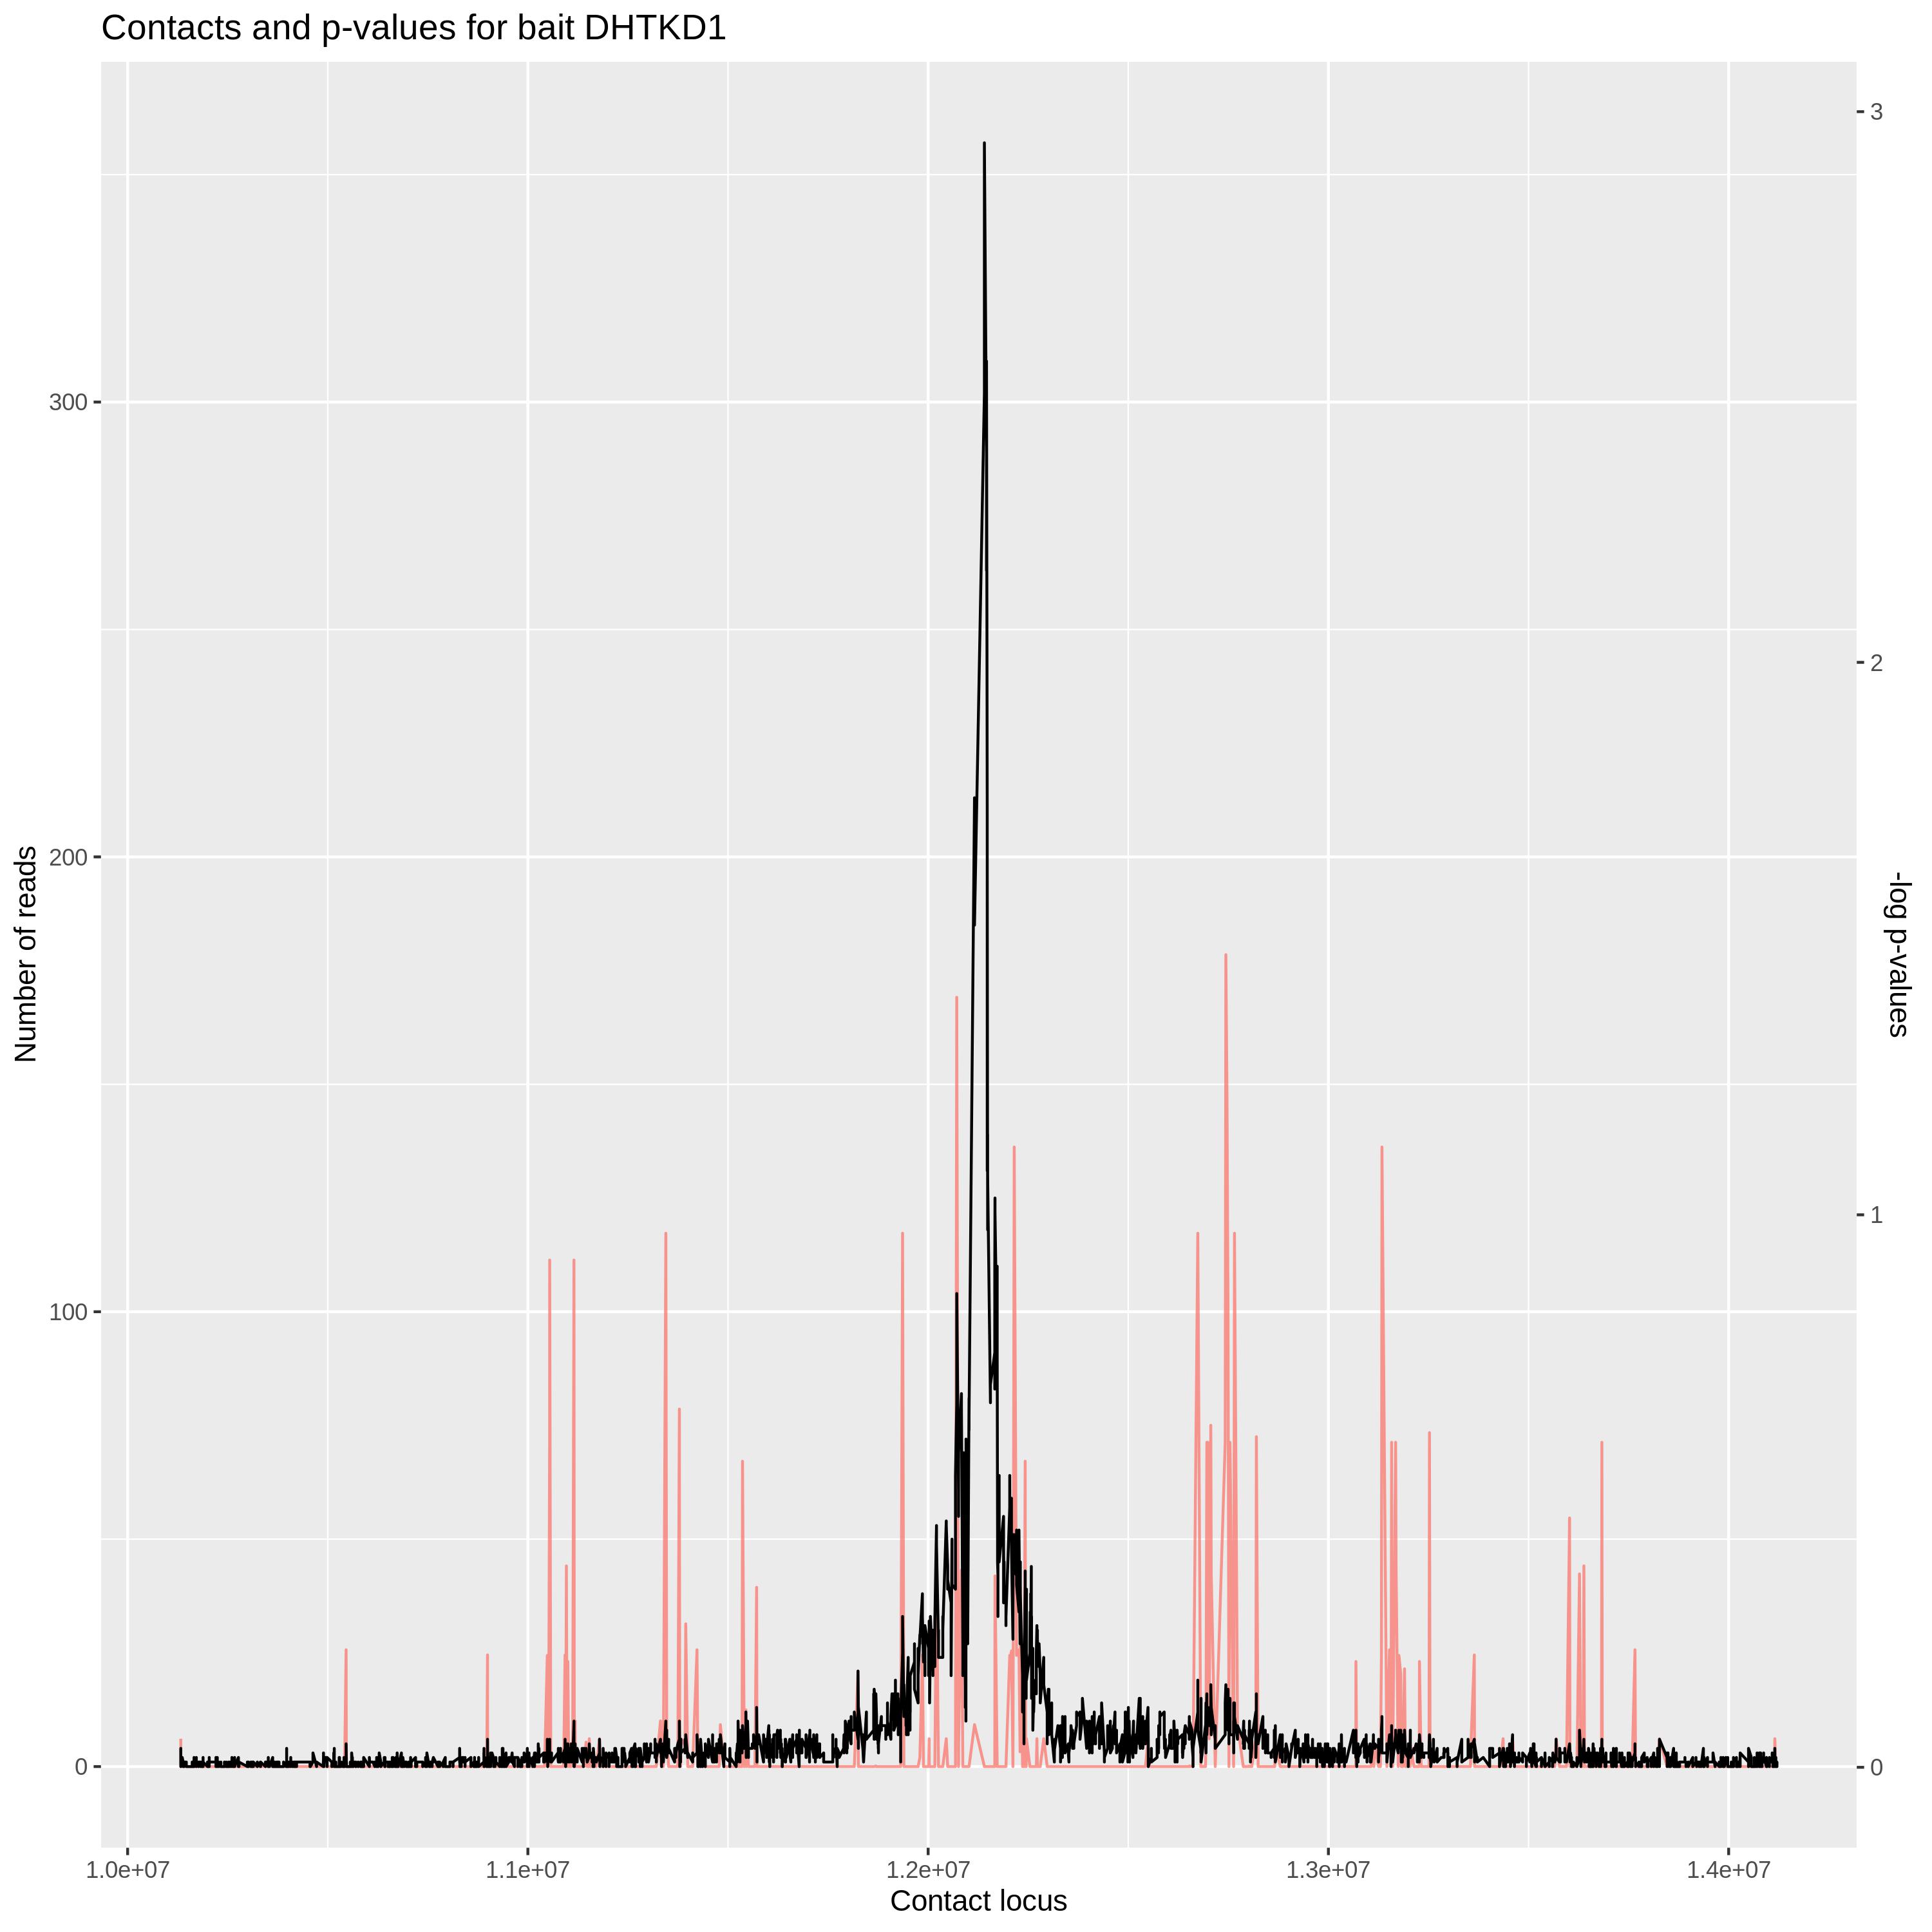 Contacts and p-values for bait DHTKD1
Number of reads
300
200
100
0
3
2
1
0
-log p-values
1.0e+07
1.1e+07
1.2e+07
1.3e+07
1.4e+07
Contact locus